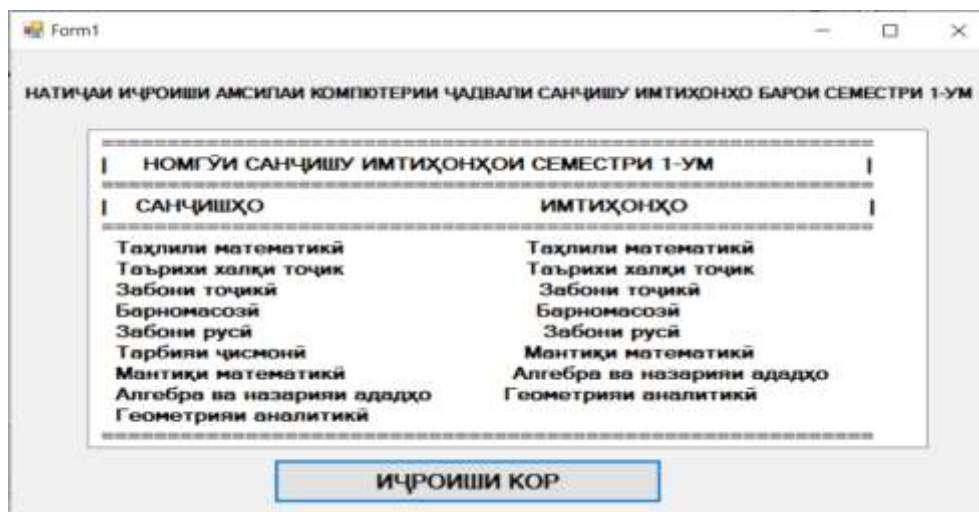 Form1
НАТИҶАИ ИҶРОИШИ АМСИЛАИ КОМПЮТЕРИИ ҶАДВАЛИ САНҶИШУ ИМТИҲОНҲО БАРОИ СЕМЕСТРИ 1-УМ
| НОМГӮИ САНҶИШУ ИМТИҲОНҲОИ СЕМЕСТРИ 1-УМ |
| САНҶИШҲО ИМТИҲОНҲО |
Таҳлили математикӣ Таҳлили математикӣ
Таърихи халқи тоҷик Таърихи халқи тоҷик
Забони тоҷикӣ Забони тоҷикӣ
Барномасозӣ Барномасозӣ
Забони русӣ Забони русӣ
Тарбияи ҷисмонӣ Мантиқи математикӣ
Мантиқи математикӣ Алгебра ва назарияи ададҳо
Алгебра ва назарияи ададҳо Геометрияи аналитикӣ
Геометрияи аналитикӣ
ИҶРОИШИ КОР